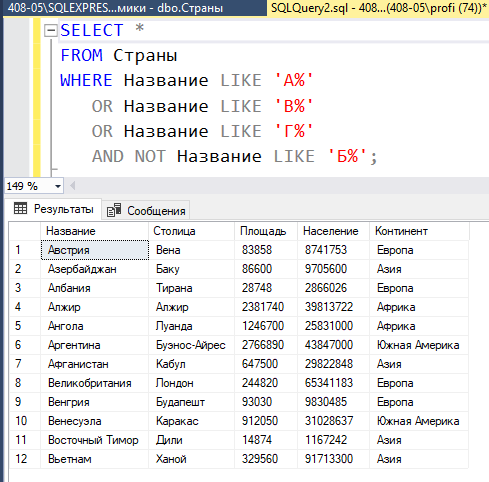 408-05\SQLEXPRES...мики - dbo.Страны SQLQuery2.sql - 408...(408-05\profi (74))*
SELECT *
FROM Страны
WHERE Название LIKE 'А%'
OR Название LIKE 'В%'
OR Название LIKE 'Г%'
AND NOT Название LIKE 'Б%';
149 %
Результаты Сообщения
Название Столица Площадь Население Континент
1 Австрия Вена 83858 8741753 Европа
2 Азербайджан Баку 86600 9705600 Азия
3 Албания Тирана 28748 2866026 Европа
4 Алжир Алжир 2381740 39813722 Африка
5 Ангола Луанда 1246700 25831000 Африка
6 Аргентина Буэнос-Айрес 2766890 43847000 Южная Америка
7 Афганистан Кабул 647500 29822848 Азия
8 Великобритания Лондон 244820 65341183 Европа
9 Венгрия Будапешт 93030 9830485 Европа
10 Венесуэла Каракас 912050 31028637 Южная Америка
11 Восточный Тимор Дили 14874 1167242 Азия
12 Вьетнам Ханой 329560 91713300 Азия